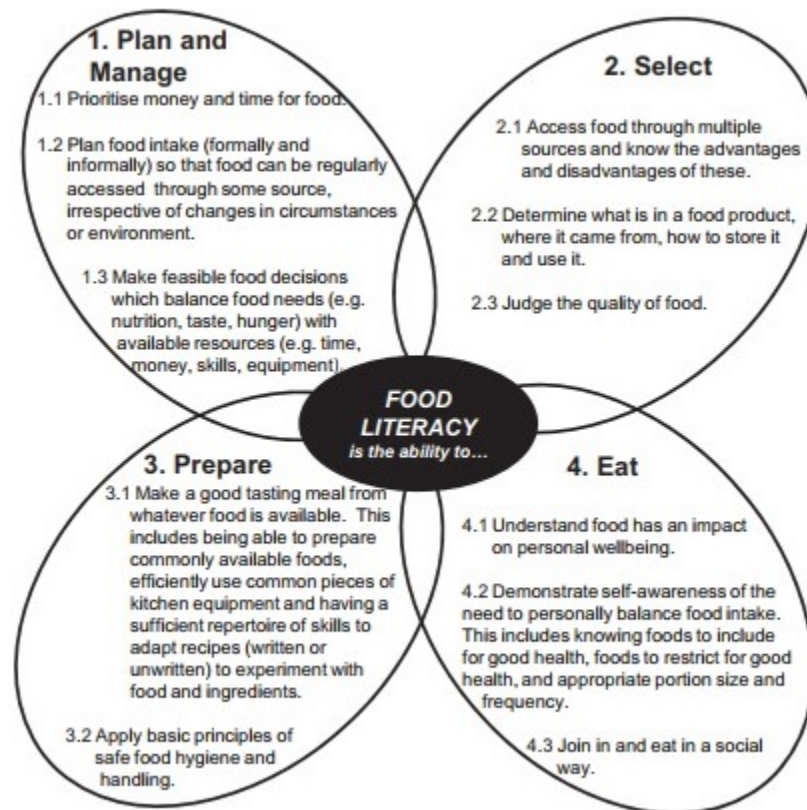 1. Plan and
Manage
1.1 Prioritise money and time for food.
1.2 Plan food intake (formally and
informally) so that food can be regularly
accessed through some source,
irrespective of changes in circumstances
or environment.
1.3 Make feasible food decisions
which balance food needs (e.g.
nutrition, taste, hunger) with
available resources (e.g. time,
money, skills, equipment).
2. Select
2.1 Access food through multiple
sources and know the advantages
and disadvantages of these.
2.2 Determine what is in a food product,
where it came from, how to store it
and use it.
2.3 Judge the quality of food.
FOOD
LITERACY
is the ability to...
3. Prepare
3.1 Make a good tasting meal from
whatever food is available. This
includes being able to prepare
commonly available foods,
efficiently use common pieces of
kitchen equipment and having a
sufficient repertoire of skills to
adapt recipes (written or
unwritten) to experiment with
food and ingredients.
3.2 Apply basic principles of
safe food hygiene and
handling.
4. Eat
4.1 Understand food has an impact
on personal wellbeing.
4.2 Demonstrate self-awareness of the
need to personally balance food intake.
This includes knowing foods to include
for good health, foods to restrict for good
health, and appropriate portion size and
frequency.
4.3 Join in and eat in a social
way.